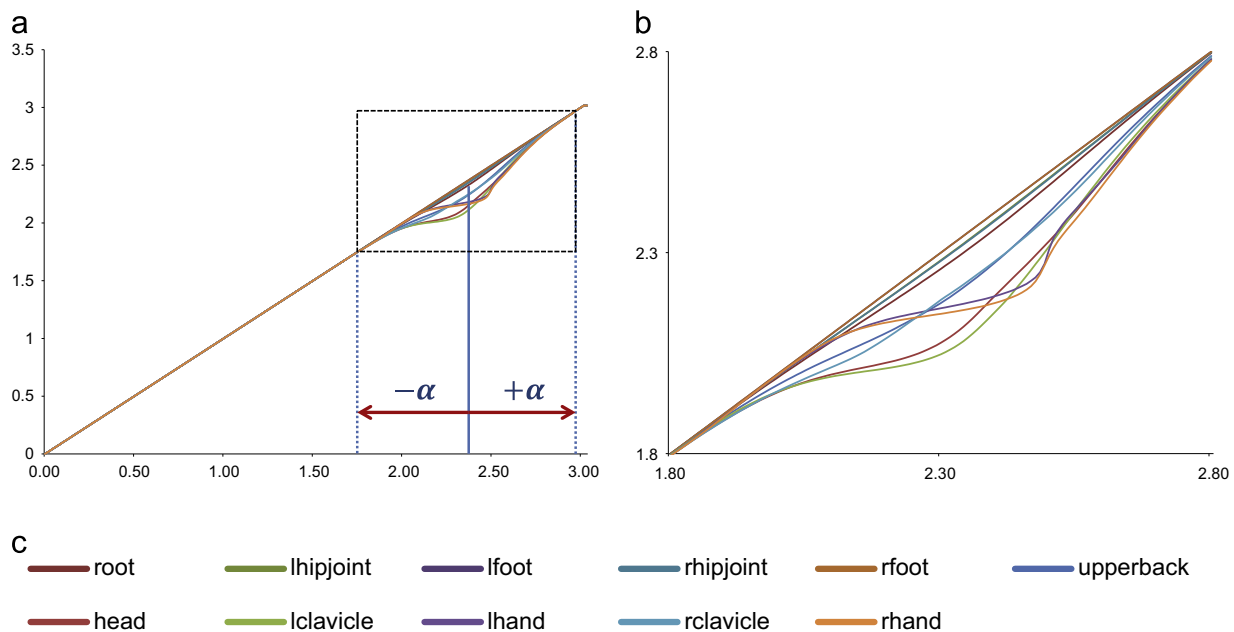 a
3.5
3
2.5
2
1.5
1
0.5
0
−α
+α
0.00 0.50 1.00 1.50 2.00 2.50 3.00
b
2.8
2.3
1.8
1.80 2.30 2.80
c
root lhipjoint lfoot rhipjoint rfoot upperback
head lclavicle lhand rclavicle rhand